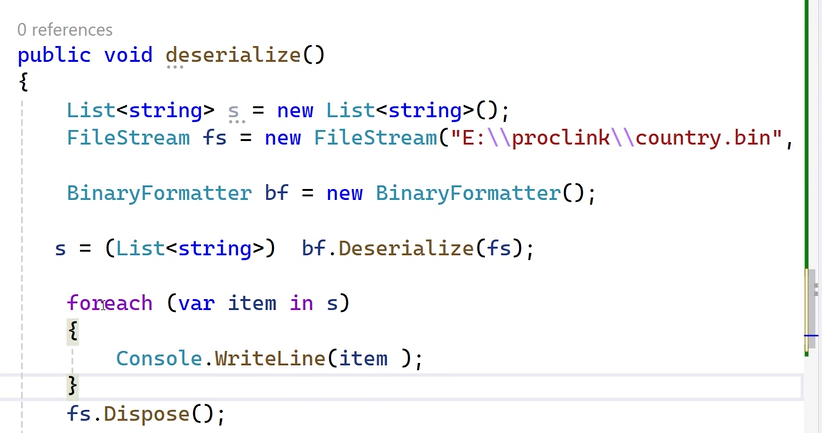 0 references
public void deserialize()
{
List<string> s = new List<string>();
FileStream fs = new FileStream("E:\\proclink\\country.bin",
BinaryFormatter bf = new BinaryFormatter();
s = (List<string>)  bf.Deserialize(fs);
foreach (var item in s)
{
Console.WriteLine(item );
}
fs.Dispose();